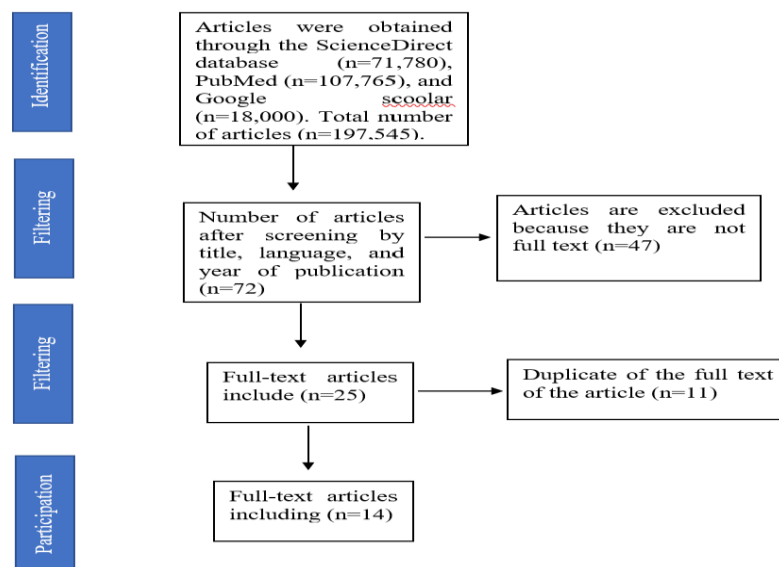 Identification
Articles were obtained
through the ScienceDirect
database (n=71,780),
PubMed (n=107,765), and
Google scoolar
(n=18,000). Total number
of articles (n=197,545).
Filtering
Number of articles
after screening by
title, language, and
year of publication
(n=72)
Articles are excluded
because they are not
full text (n=47)
Filtering
Full-text articles
include (n=25)
Duplicate of the full text
of the article (n=11)
Participation
Full-text articles
including (n=14)